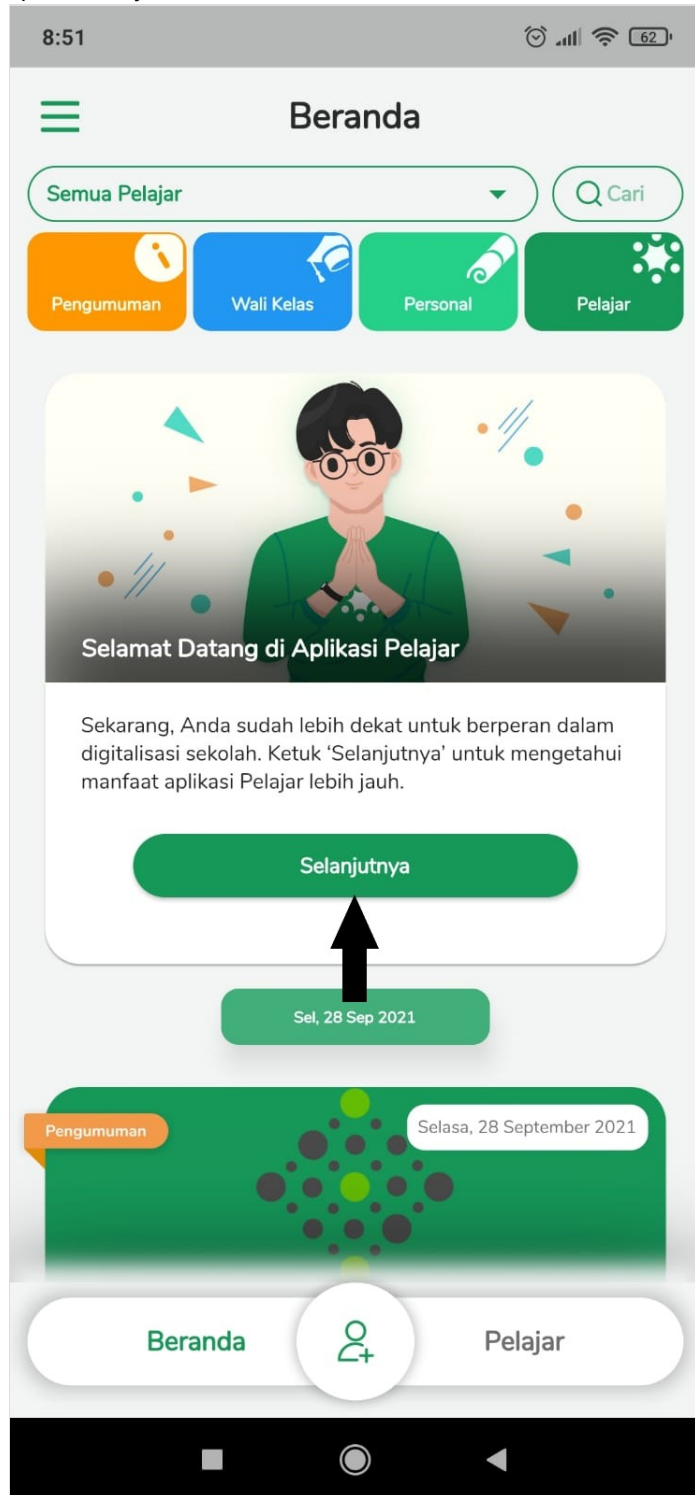 8:51
62
Beranda
Semua Pelajar
Cari
Pengumuman
Wali Kelas
Personal
Pelajar
Selamat Datang di Aplikasi Pelajar
Sekarang, Anda sudah lebih dekat untuk berperan dalam
digitalisasi sekolah. Ketuk ‘Selanjutnya’ untuk mengetahui
manfaat aplikasi Pelajar lebih jauh.
Selanjutnya
Sel, 28 Sep 2021
Pengumuman
Selasa, 28 September 2021
Beranda
Pelajar